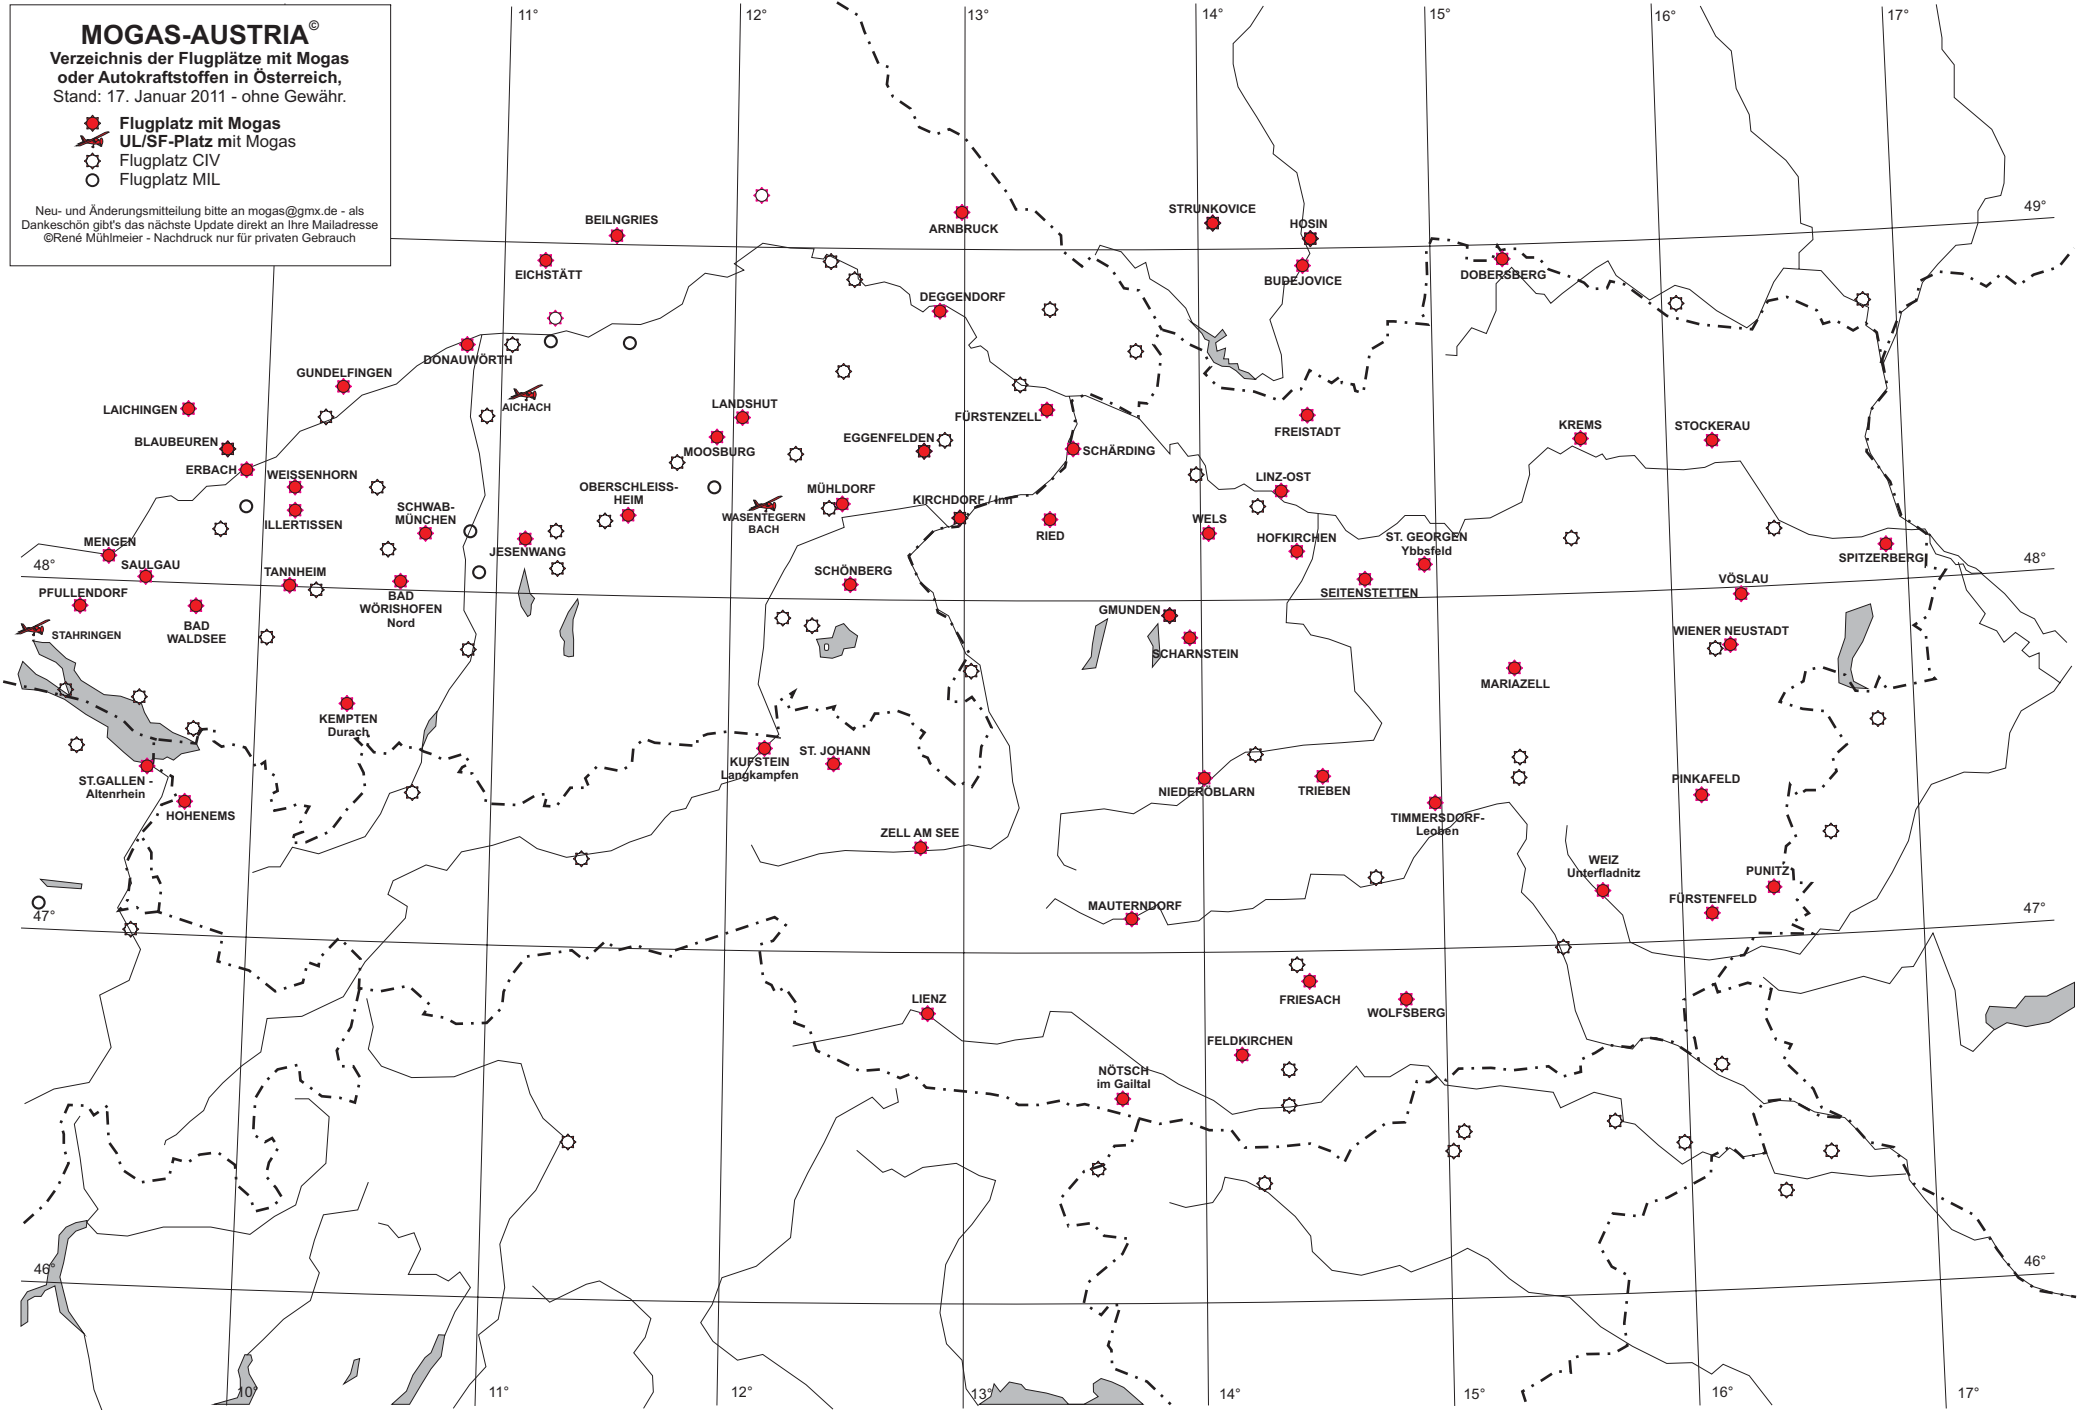 MOGAS-AUSTRIA©
Verzeichnis der Flugplätze mit Mogas
oder Autokraftstoffen in Österreich,
Stand: 17. Januar 2011 - ohne Gewähr.
Flugplatz mit Mogas
UL/SF-Platz mit Mogas
Flugplatz CIV
Flugplatz MIL
Neu- und Änderungsmitteilung bitte an mogas@gmx.de - als
Dankeschön gibt's das nächste Update direkt an Ihre Mailadresse
©René Mühlmeier - Nachdruck nur für privaten Gebrauch
11°
12°
13°
14°
15°
16°
17°
49°
BEILNGRIES
ARNBRUCK
STRUNKOVICE
HOSIN
EICHSTÄTT
BUDEJOVICE
DOBERSBERG
DEGGENDORF
DONAUWÖRTH
GUNDELFINGEN
LAICHINGEN
AICHACH
LANDSHUT
FÜRSTENZELL
FREISTADT
KREMS
STOCKERAU
BLAUBEUREN
EGGENFELDEN
MOOSBURG
SCHÄRDING
ERBACH
WEISSENHORN
OBERSCHLEISS-
HEIM
MÜHLDORF
LINZ-OST
ILLERTISSEN
SCHWAB-
MÜNCHEN
WASENTEGERN
BACH
KIRCHDORF / Inn
RIED
WELS
HOFKIRCHEN
ST. GEORGEN
Ybbsfeld
MENGEN
JESENWANG
SPITZERBERG
48°
48°
SAULGAU
TANNHEIM
SCHÖNBERG
SEITENSTETTEN
VÖSLAU
PFULLENDORF
BAD
WÖRISHOFEN
Nord
BAD
WALDSEE
STAHRINGEN
GMUNDEN
SCHARNSTEIN
WIENER NEUSTADT
MARIAZELL
KEMPTEN
Durach
KUFSTEIN
Langkampfen
ST. JOHANN
ST.GALLEN -
Altenrhein
HOHENEMS
NIEDERÖBLARN
TRIEBEN
PINKAFELD
TIMMERSDORF-
Leoben
ZELL AM SEE
WEIZ
Unterfladnitz
PUNITZ
FÜRSTENFELD
MAUTERNDORF
47°
47°
LIENZ
FRIESACH
WOLFSBERG
FELDKIRCHEN
NÖTSCH
im Gailtal
46°
46°
10°
11°
12°
13°
14°
15°
16°
17°